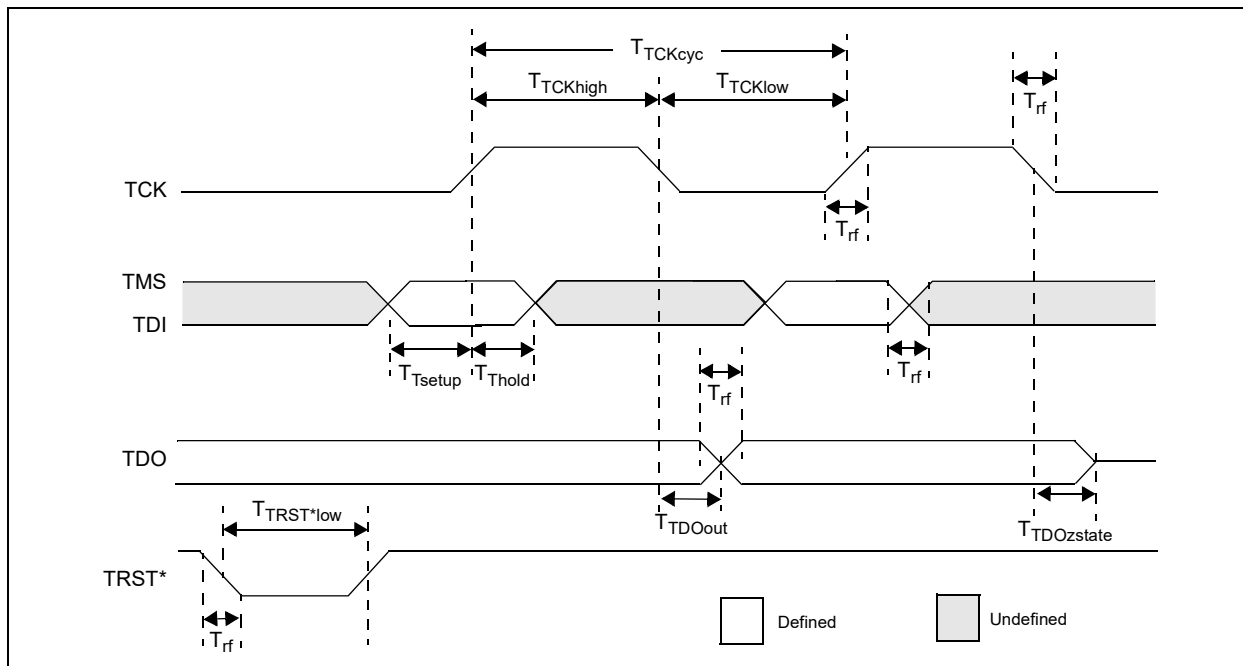 TTCKcyc
TTCKhigh
TTCKlow
Trf
TCK
Trf
TMS
TDI
TTsetup
TThold
Trf
Trf
TDO
TTRST*low
TTDOout
TTDOzstate
TRST*
Trf
Defined
Undefined